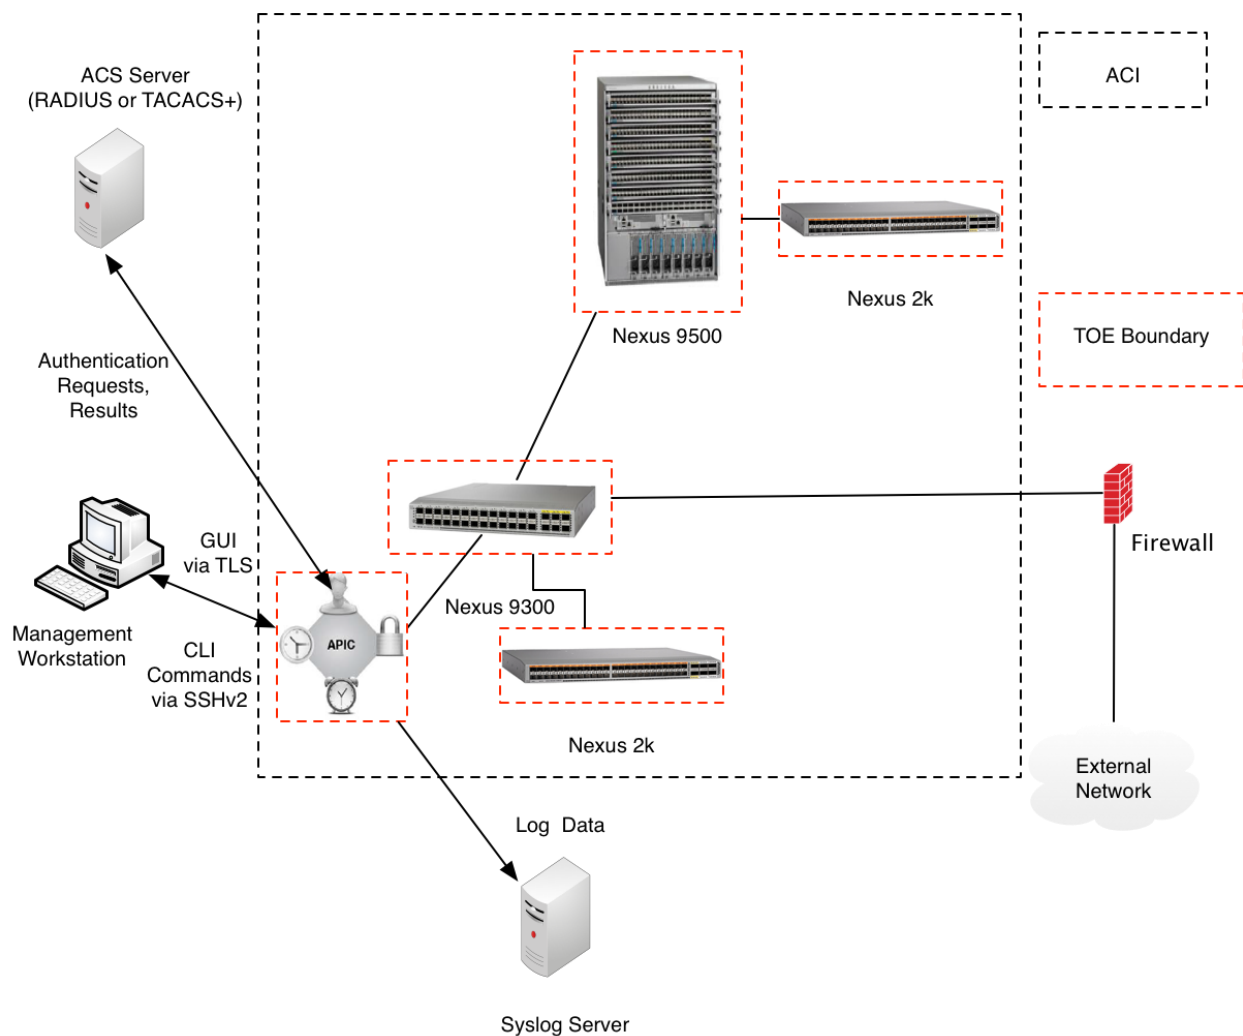 ACS Server
(RADIUS or TACACS+)
ACI
Nexus 2k
Nexus 9500
TOE Boundary
Authentication
Requests,
Results
GUI
via TLS
Firewall
Nexus 9300
APIC
Management
Workstation
CLI
Commands
via SSHv2
Nexus 2k
External
Network
Log Data
Syslog Server